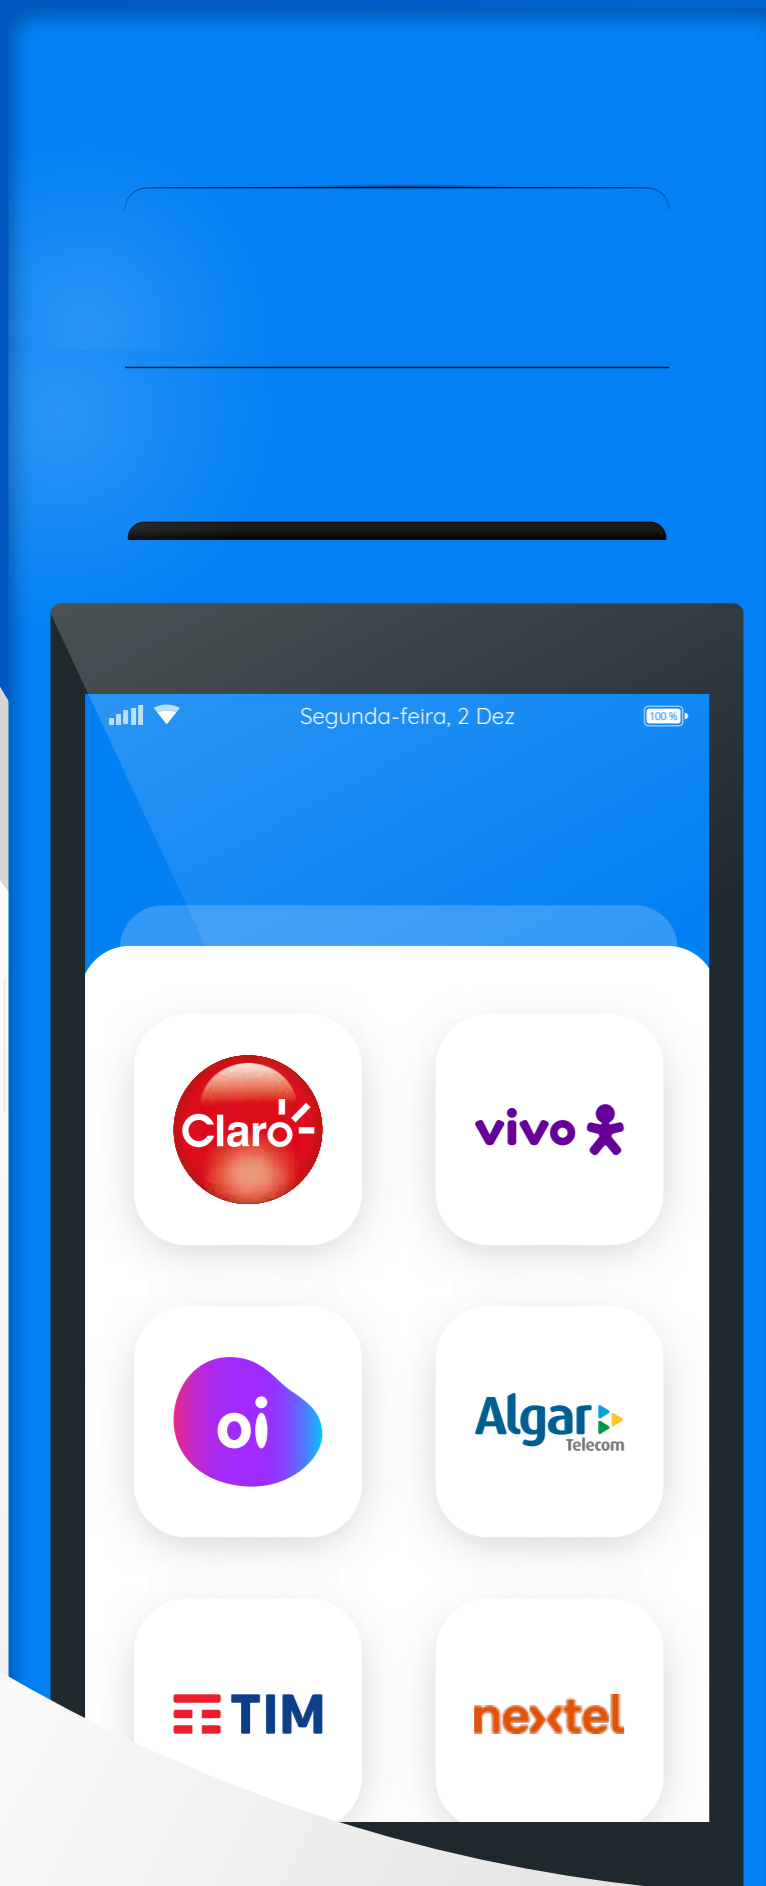 Segunda-feira, 2 Dez
100 %
Claro
vivo
oi
Algar
Telecom
TIM
nextel